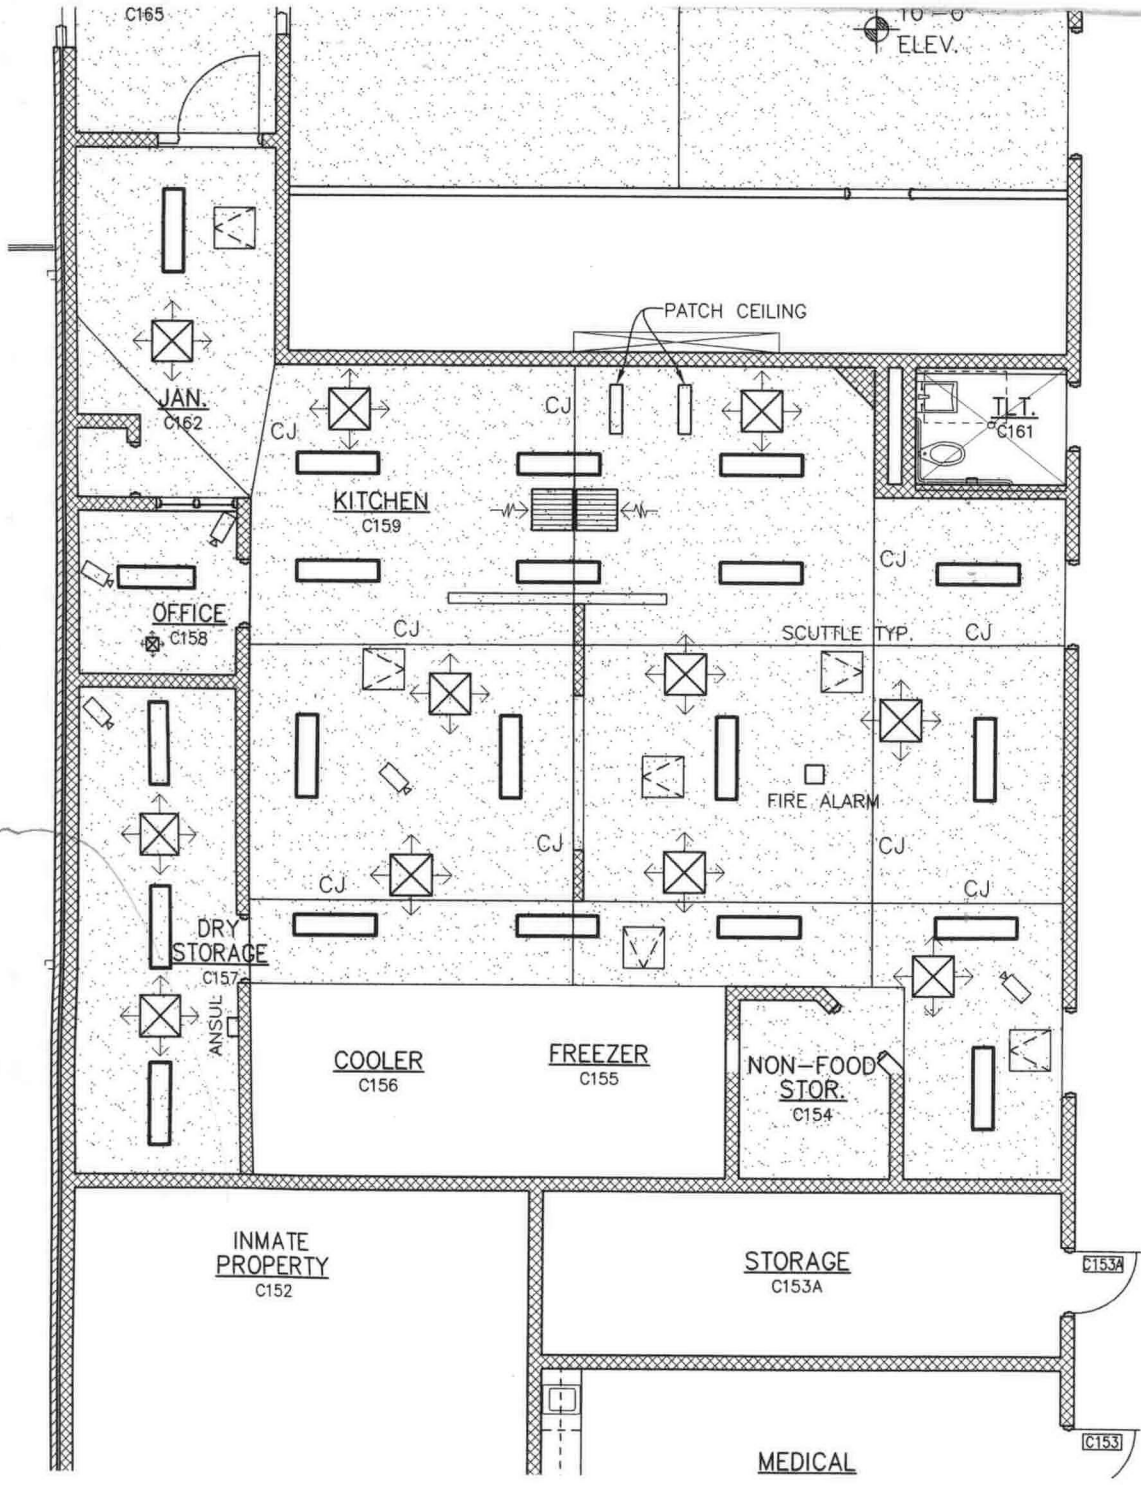 C165
10'-0"
ELEV.
PATCH CEILING
JAN.
C162
CJ
CJ
TLT.
C161
KITCHEN
C159
CJ
OFFICE
C158
CJ
SCUTTLE TYP.
CJ
FIRE ALARM
CJ
CJ
CJ
CJ
DRY
STORAGE
C157
ANSUL
COOLER
C156
FREEZER
C155
NON-FOOD
STOR.
C154
INMATE
PROPERTY
C152
STORAGE
C153A
C153A
C153
MEDICAL